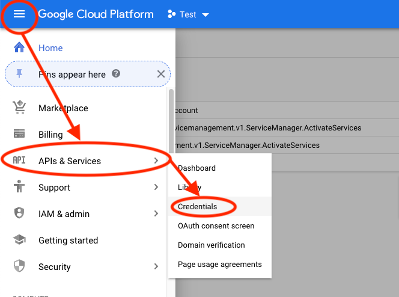 Google Cloud Platform
Test
Home
Pins appear here
Marketplace
Billing
API APIs & Services
Support
IAM & admin
Getting started
Security
Dashboard
Library
Credentials
OAuth consent screen
Domain verification
Page usage agreements
ccount
rvicemanagement.v1.ServiceManager.ActivateServices
ment.v1.ServiceManager.ActivateServices